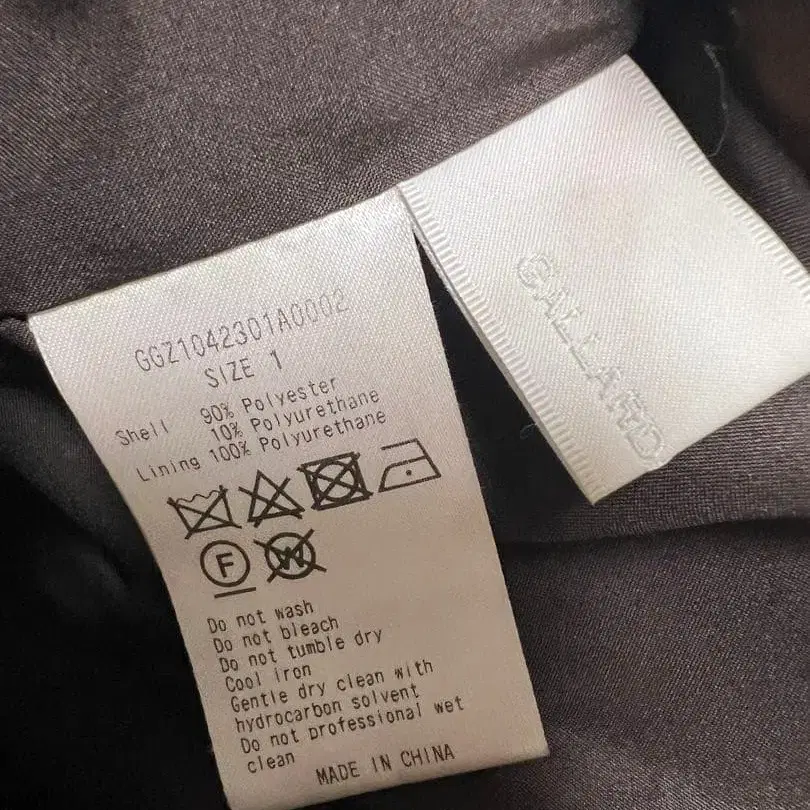 GGZ1042301A0002
SIZE 1
Shell 90% Polyester
10% Polyurethane
Lining 100% Polyurethane
F W
Do not wash
Do not bleach
Do not tumble dry
Cool iron
Gentle dry clean with
hydrocarbon solvent
Do not professional wet
clean
MADE IN CHINA
GALLARD